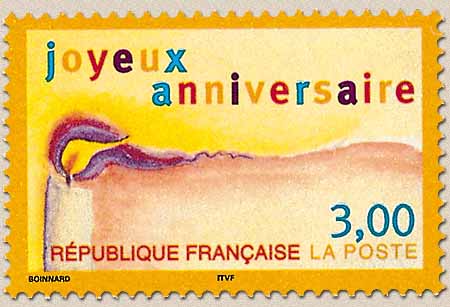 joyeux
anniversaire
3,00
RÉPUBLIQUE FRANÇAISE LA POSTE
BOINNARD ITVF